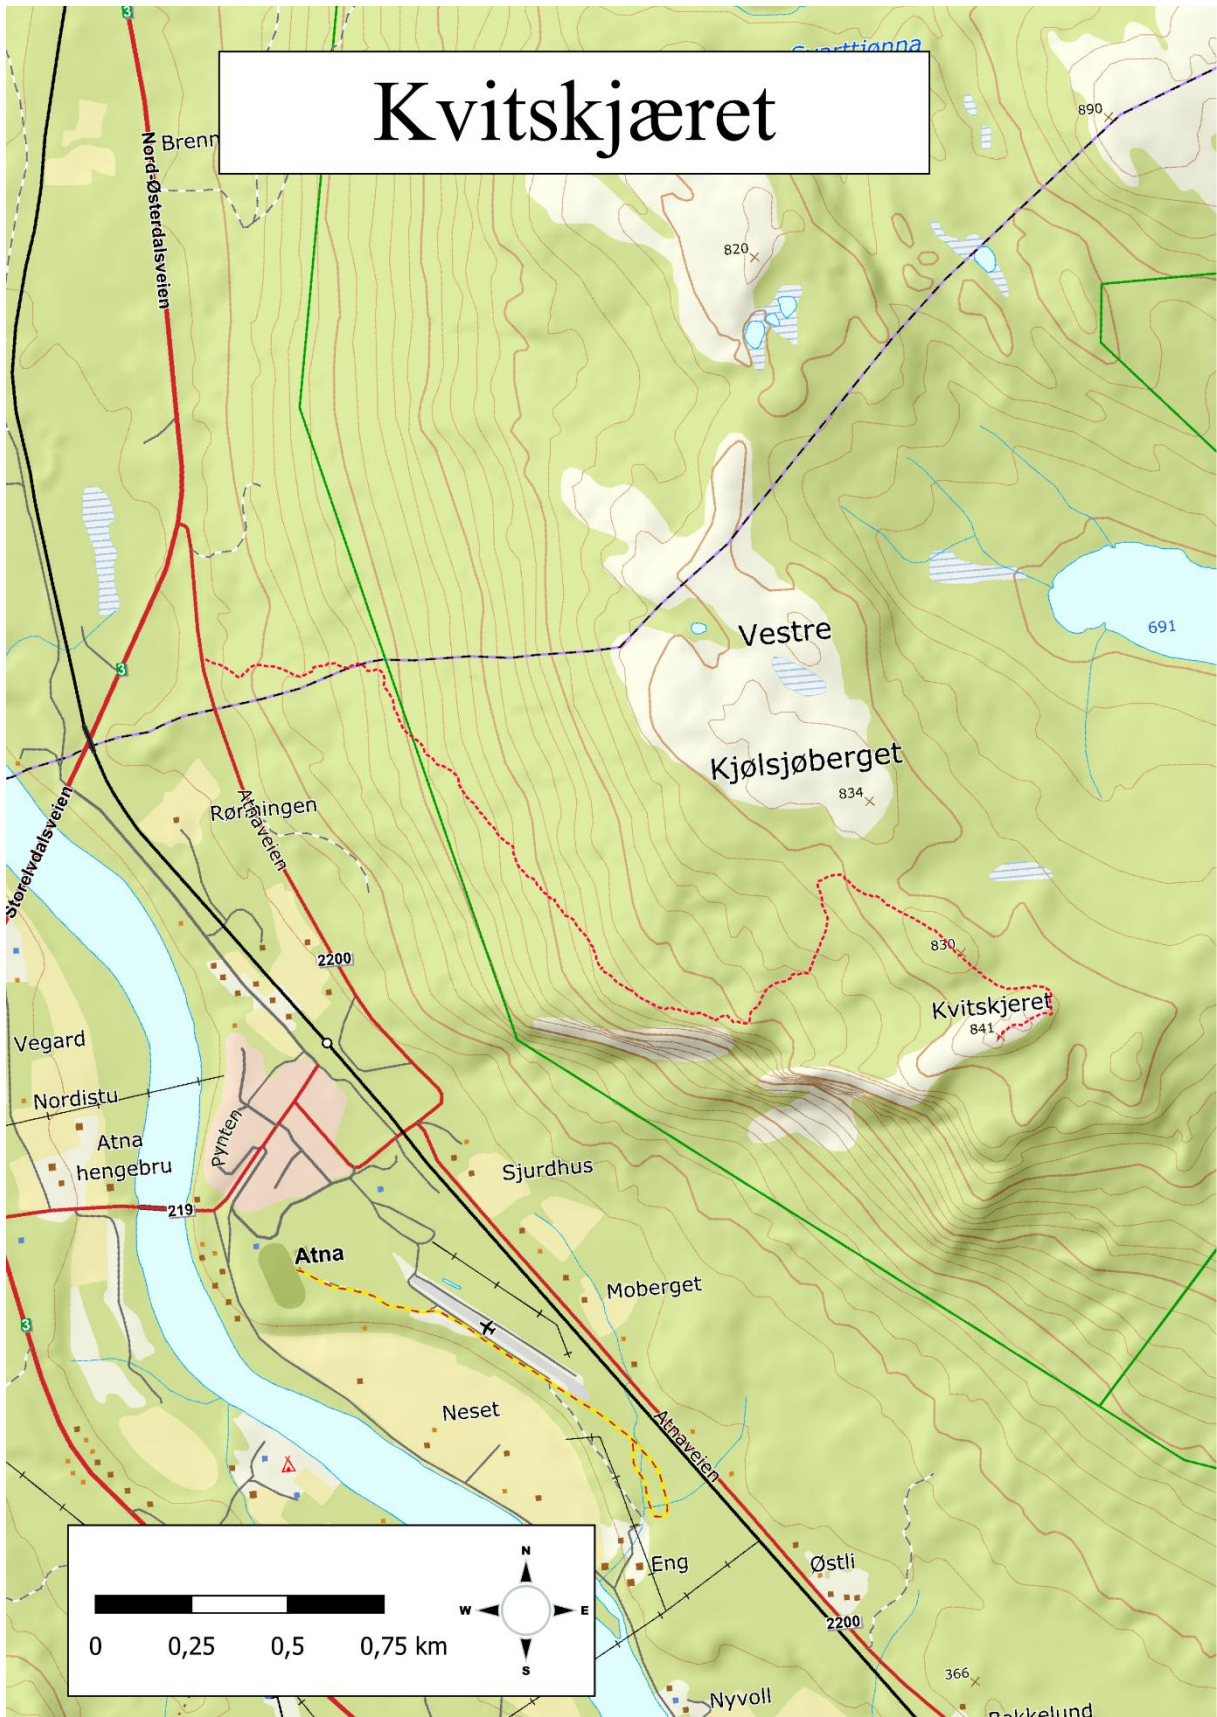 3
Svarttjønna
Kvitskjæret
890
Nord-Østerdalsveien
Brenn
820
691
Vestre
3
Kjølsjøberget
834
Rønningen
Atnaveien
Storelvdalsveien
830
2200
Kvitskjeret
841
Vegard
Nordistu
Atna
hengebru
Pynten
Sjurdhus
219
Atna
Moberget
3
Neset
Atnaveien
Eng
Østli
2200
N
W
E
S
0 0,25 0,5 0,75 km
366
Nyvoll
Bakkelund